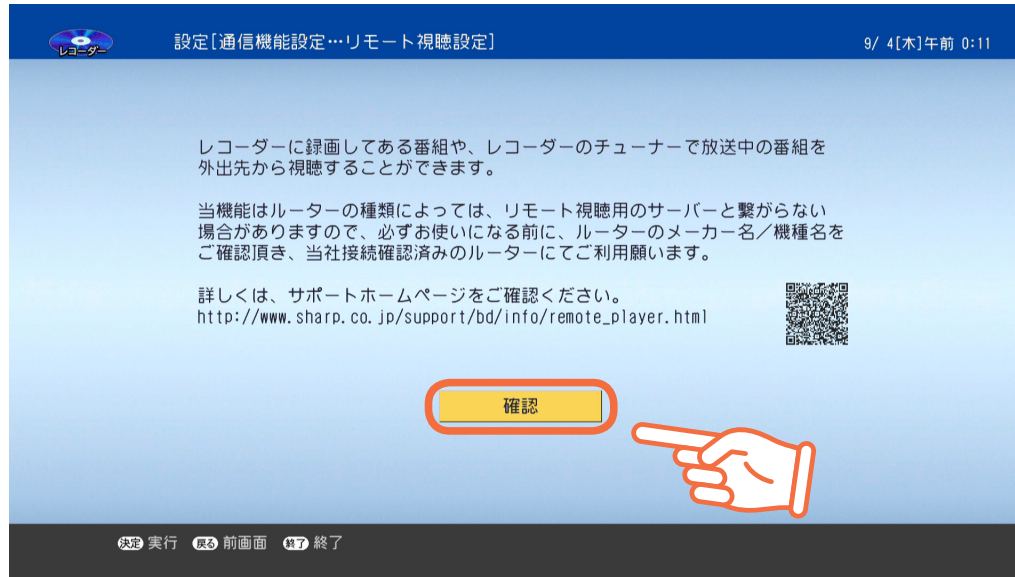 レコーダー
設定[通信機能設定…リモート視聴設定]
9/ 4[木]午前 0:11
レコーダーに録画してある番組や、レコーダーのチューナーで放送中の番組を
外出先から視聴することができます。
当機能はルーターの種類によっては、リモート視聴用のサーバーと繋がらない
場合がありますので、必ずお使いになる前に、ルーターのメーカー名／機種名を
ご確認頂き、当社接続確認済みのルーターにてご利用願います。
詳しくは、サポートホームページをご確認ください。
http://www.sharp.co.jp/support/bd/info/remote_player.html
確認
決定 実行 戻る 前画面 終了 終了